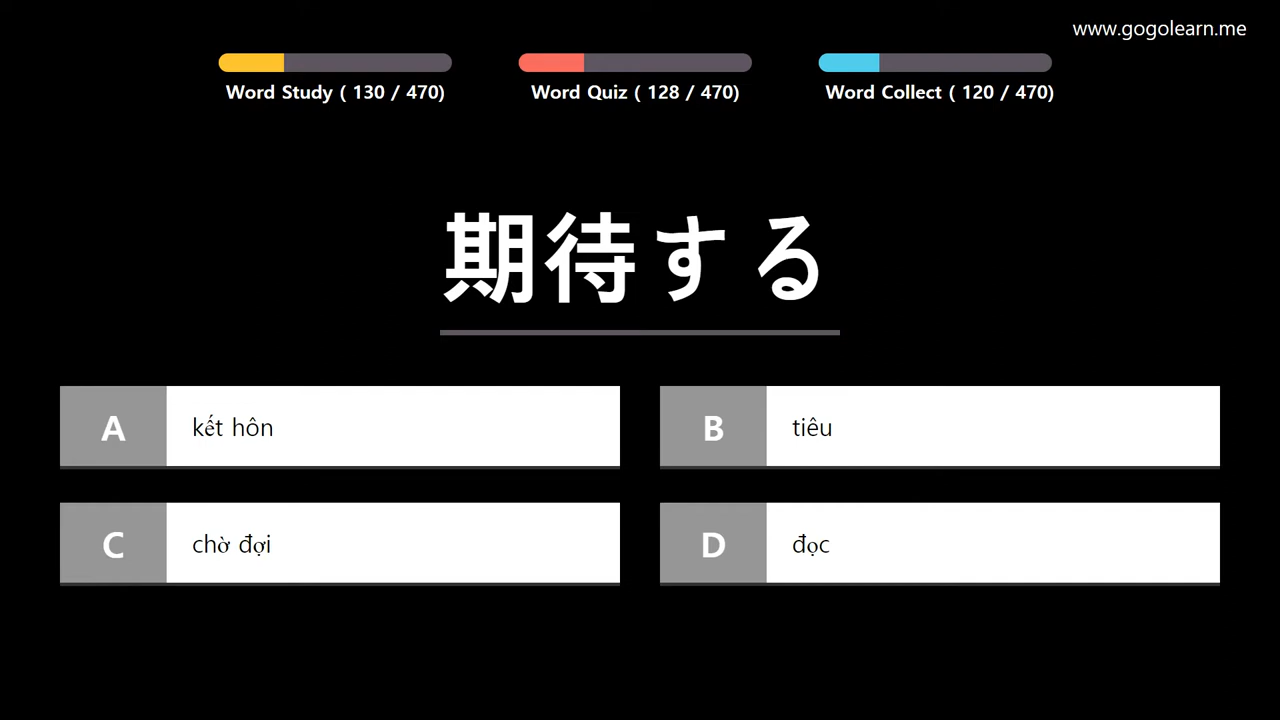 www.gogolearn.me
Word Study ( 130 / 470)
Word Quiz ( 128 / 470)
Word Collect ( 120 / 470)
期待する
A kết hôn
B tiêu
C chờ đợi
D đọc